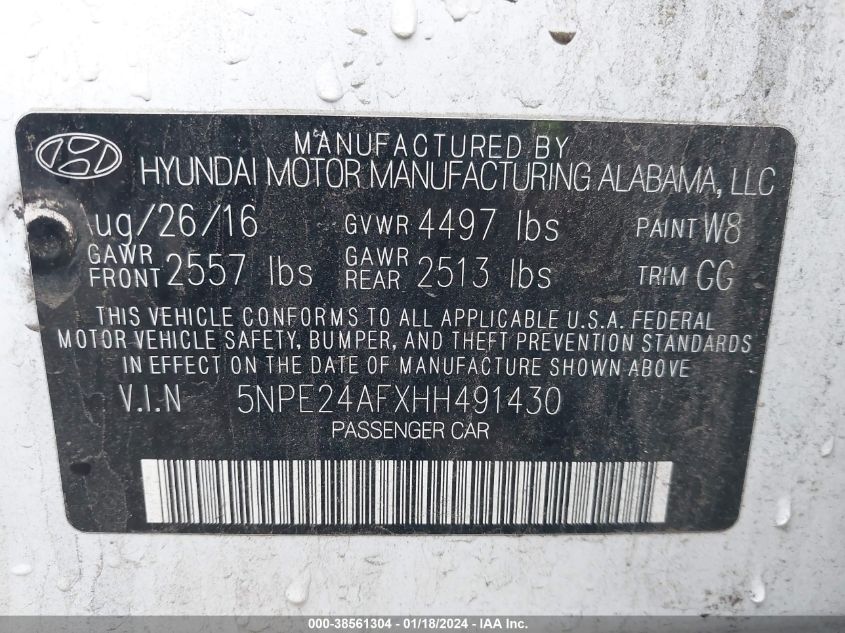 MANUFACTURED BY
HYUNDAI MOTOR MANUFACTURING ALABAMA, LLC
ug/26/16 GVWR 4497 lbs PAINT W8
GAWR FRONT 2557 lbs GAWR REAR 2513 lbs TRIM GG
THIS VEHICLE CONFORMS TO ALL APPLICABLE U.S.A. FEDERAL
MOTOR VEHICLE SAFETY, BUMPER, AND THEFT PREVENTION STANDARDS
IN EFFECT ON THE DATE OF MANUFACTURE SHOWN ABOVE.
V.I.N 5NPE24AFXHH491430
PASSENGER CAR
000-38561304 - 01/18/2024 - IAA Inc.